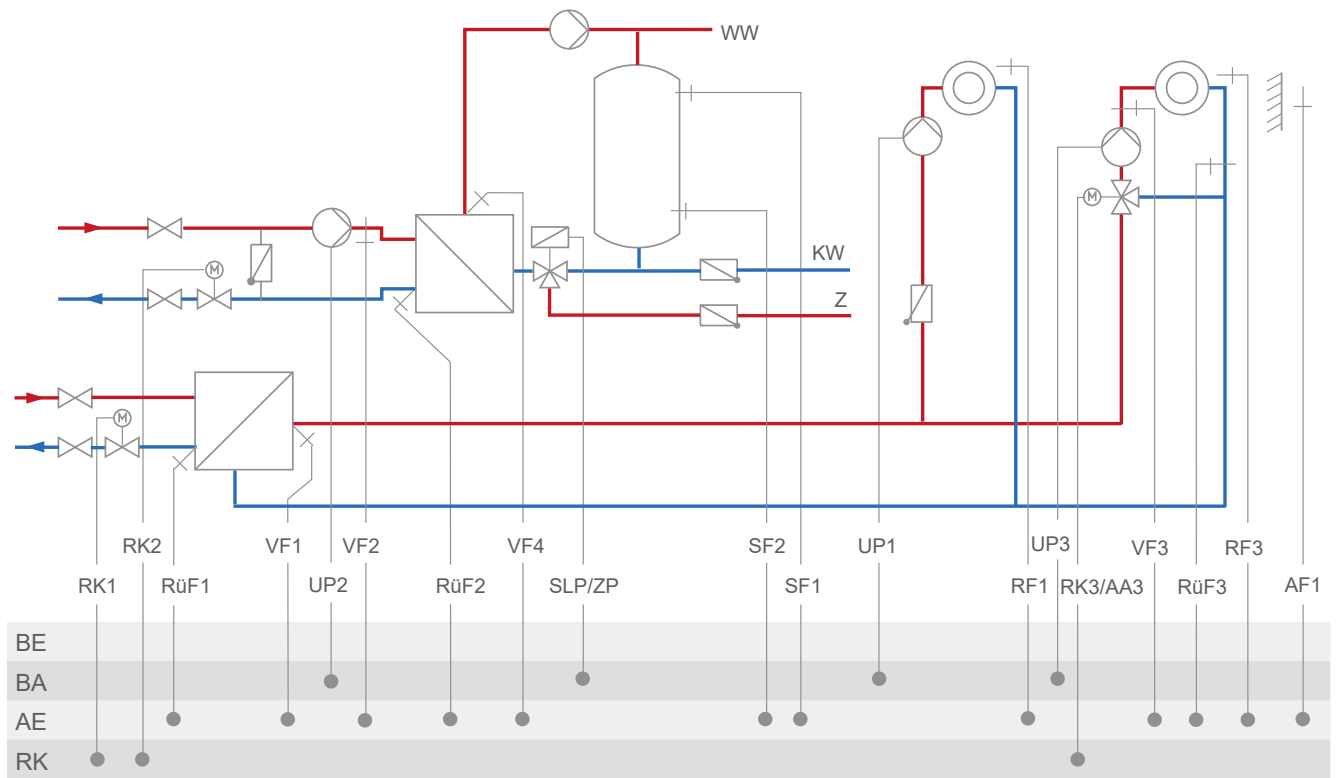 WW
KW
Z
M
M
M
RK2 VF1 VF2 VF4 SF2 UP1 UP3 VF3 RF3
RK1 RüF1 UP2 RüF2 SLP/ZP SF1 RF1 RK3/AA3 RüF3 AF1
BE
BA
AE
RK